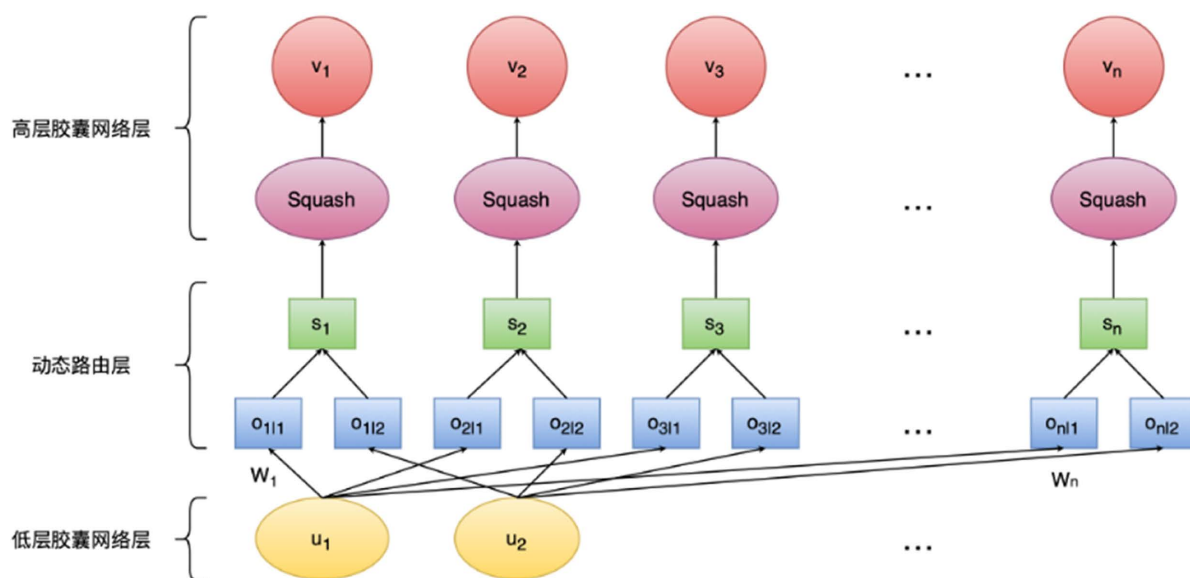 v₁ v₂ v₃ ... vₙ
高层胶囊网络层
Squash Squash Squash ... Squash
s₁ s₂ s₃ ... sₙ
动态路由层
o₁|₁ o₁|₂ o₂|₁ o₂|₂ o₃|₁ o₃|₂ ... oₙ|₁ oₙ|₂
W₁ Wₙ
低层胶囊网络层
u₁ u₂ ...